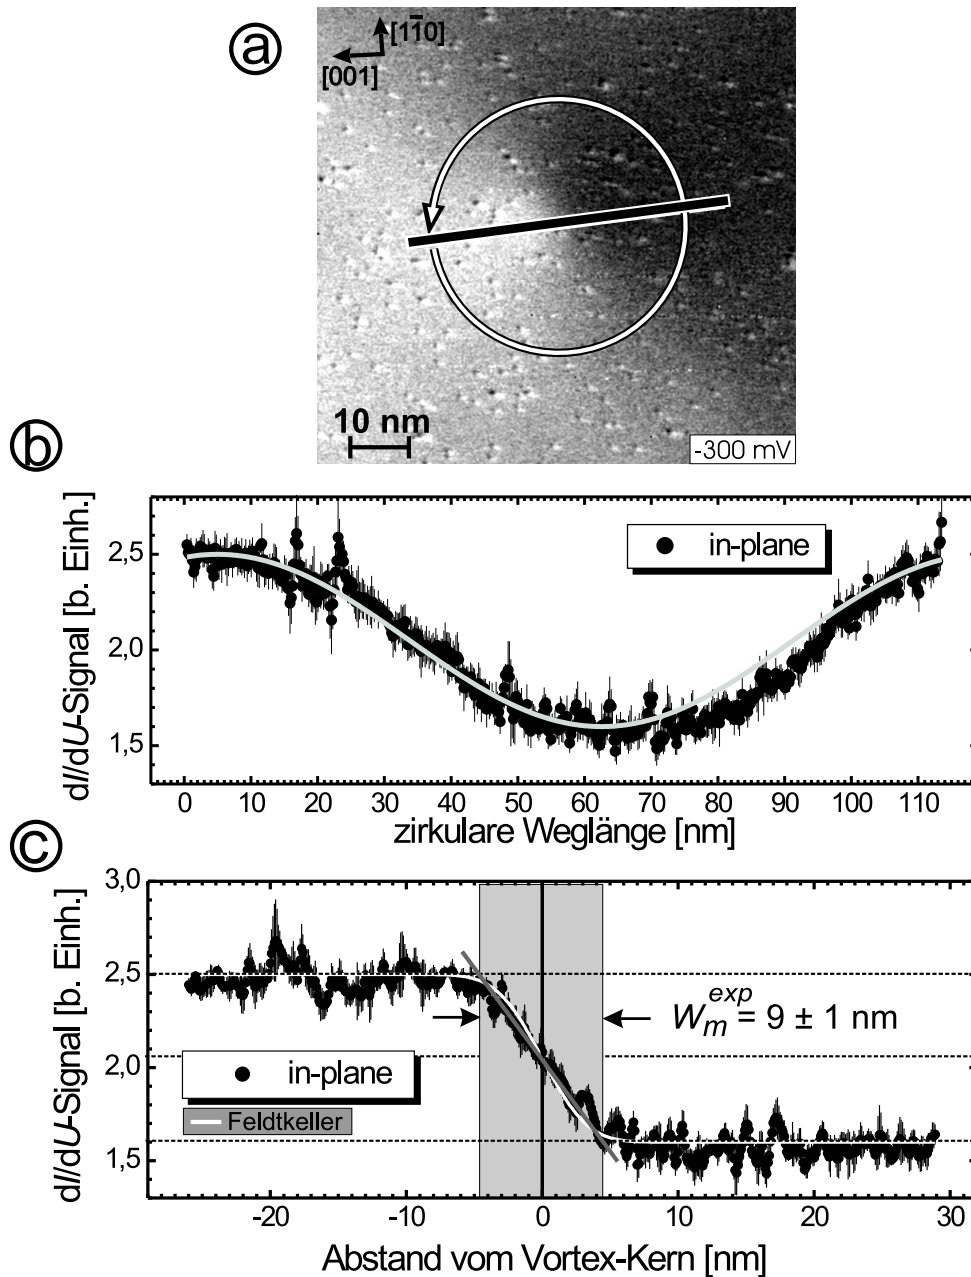 a
[11̄0]
[001]
10 nm
-300 mV
b
dI/dU-Signal [b. Einh.]
2,5
2,0
1,5
in-plane
0 10 20 30 40 50 60 70 80 90 100 110
zirkulare Weglänge [nm]
c
dI/dU-Signal [b. Einh.]
3,0
2,5
2,0
1,5
W_m^exp = 9 ± 1 nm
in-plane
Feldtkeller
-20 -10 0 10 20 30
Abstand vom Vortex-Kern [nm]